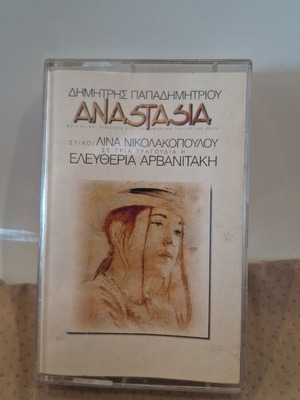 ΔΗΜΗΤΡΗΣ ΠΑΠΑΔΗΜΗΤΡΙΟΥ
ANASTASIA
ΣΤΙΧΟΙ ΛΙΝΑ ΝΙΚΟΛΑΚΟΠΟΥΛΟΥ
ΣΕ ΤΡΙΑ ΤΡΑΓΟΥΔΙΑ Η
ΕΛΕΥΘΕΡΙΑ ΑΡΒΑΝΙΤΑΚΗ